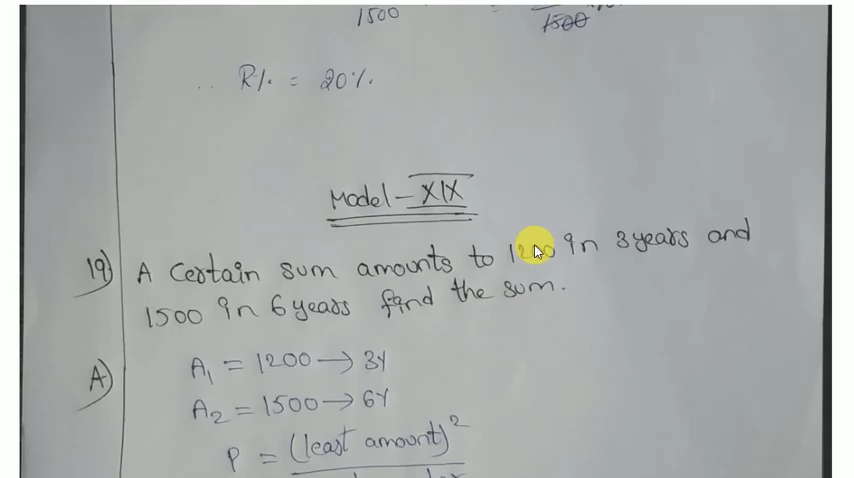 1500 = 1500
∴ R% = 20%.
Model - XIX
19) A Certain sum amounts to 1200 in 3 years and
1500 in 6 years find the sum.
A) A₁ = 1200 → 3Y
A₂ = 1500 → 6Y
P = (least amount)²